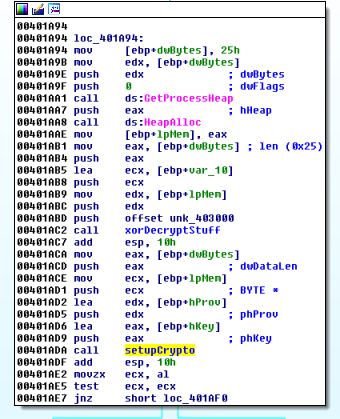 00401A94
00401A94 loc_401A94:
00401A94 mov [ebp+dwBytes], 25h
00401A9B mov edx, [ebp+dwBytes]
00401A9E push edx ; dwBytes
00401A9F push 0 ; dwFlags
00401AA1 call ds:GetProcessHeap
00401AA7 push eax ; hHeap
00401AA8 call ds:HeapAlloc
00401AAE mov [ebp+lpMem], eax
00401AB1 mov eax, [ebp+dwBytes] ; len (0x25)
00401AB4 push eax
00401AB5 lea ecx, [ebp+var_10]
00401AB8 push ecx
00401AB9 mov edx, [ebp+lpMem]
00401ABC push edx
00401ABD push offset unk_403000
00401AC2 call xorDecryptStuff
00401AC7 add esp, 10h
00401ACA mov eax, [ebp+dwBytes]
00401ACD push eax ; dwDataLen
00401ACE mov ecx, [ebp+lpMem]
00401AD1 push ecx ; BYTE *
00401AD2 lea edx, [ebp+hProv]
00401AD5 push edx ; phProv
00401AD6 lea eax, [ebp+hKey]
00401AD9 push eax ; phKey
00401ADA call setupCrypto
00401ADF add esp, 10h
00401AE2 movzx ecx, al
00401AE5 test ecx, ecx
00401AE7 jnz short loc_401AF0